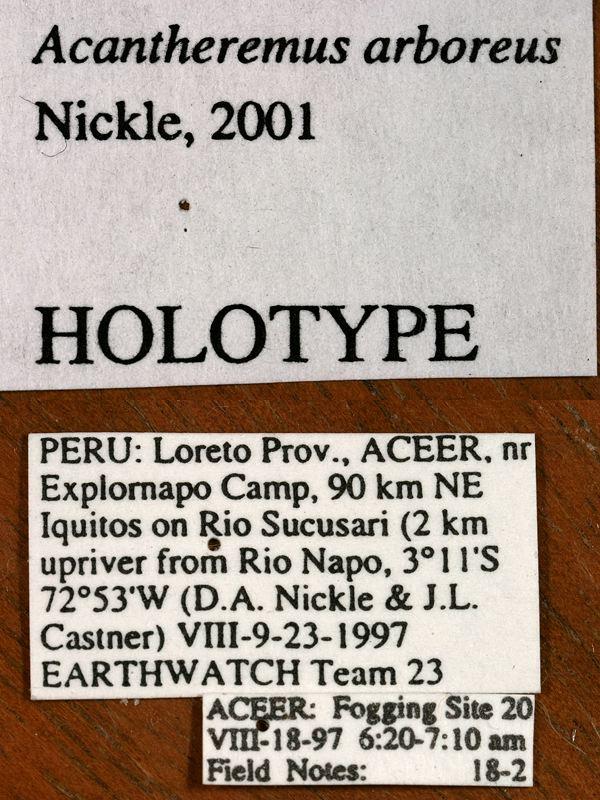 Acantheremus arboreus
Nickle, 2001
HOLOTYPE
PERU: Loreto Prov., ACEER, nr
Explornapo Camp, 90 km NE
Iquitos on Rio Sucusari (2 km
upriver from Rio Napo, 3°11'S
72°53'W (D.A. Nickle & J.L.
Castner) VIII-9-23-1997
EARTHWATCH Team 23
ACEER: Fogging Site 20
VIII-18-97 6:20-7:10 am
Field Notes: 18-2